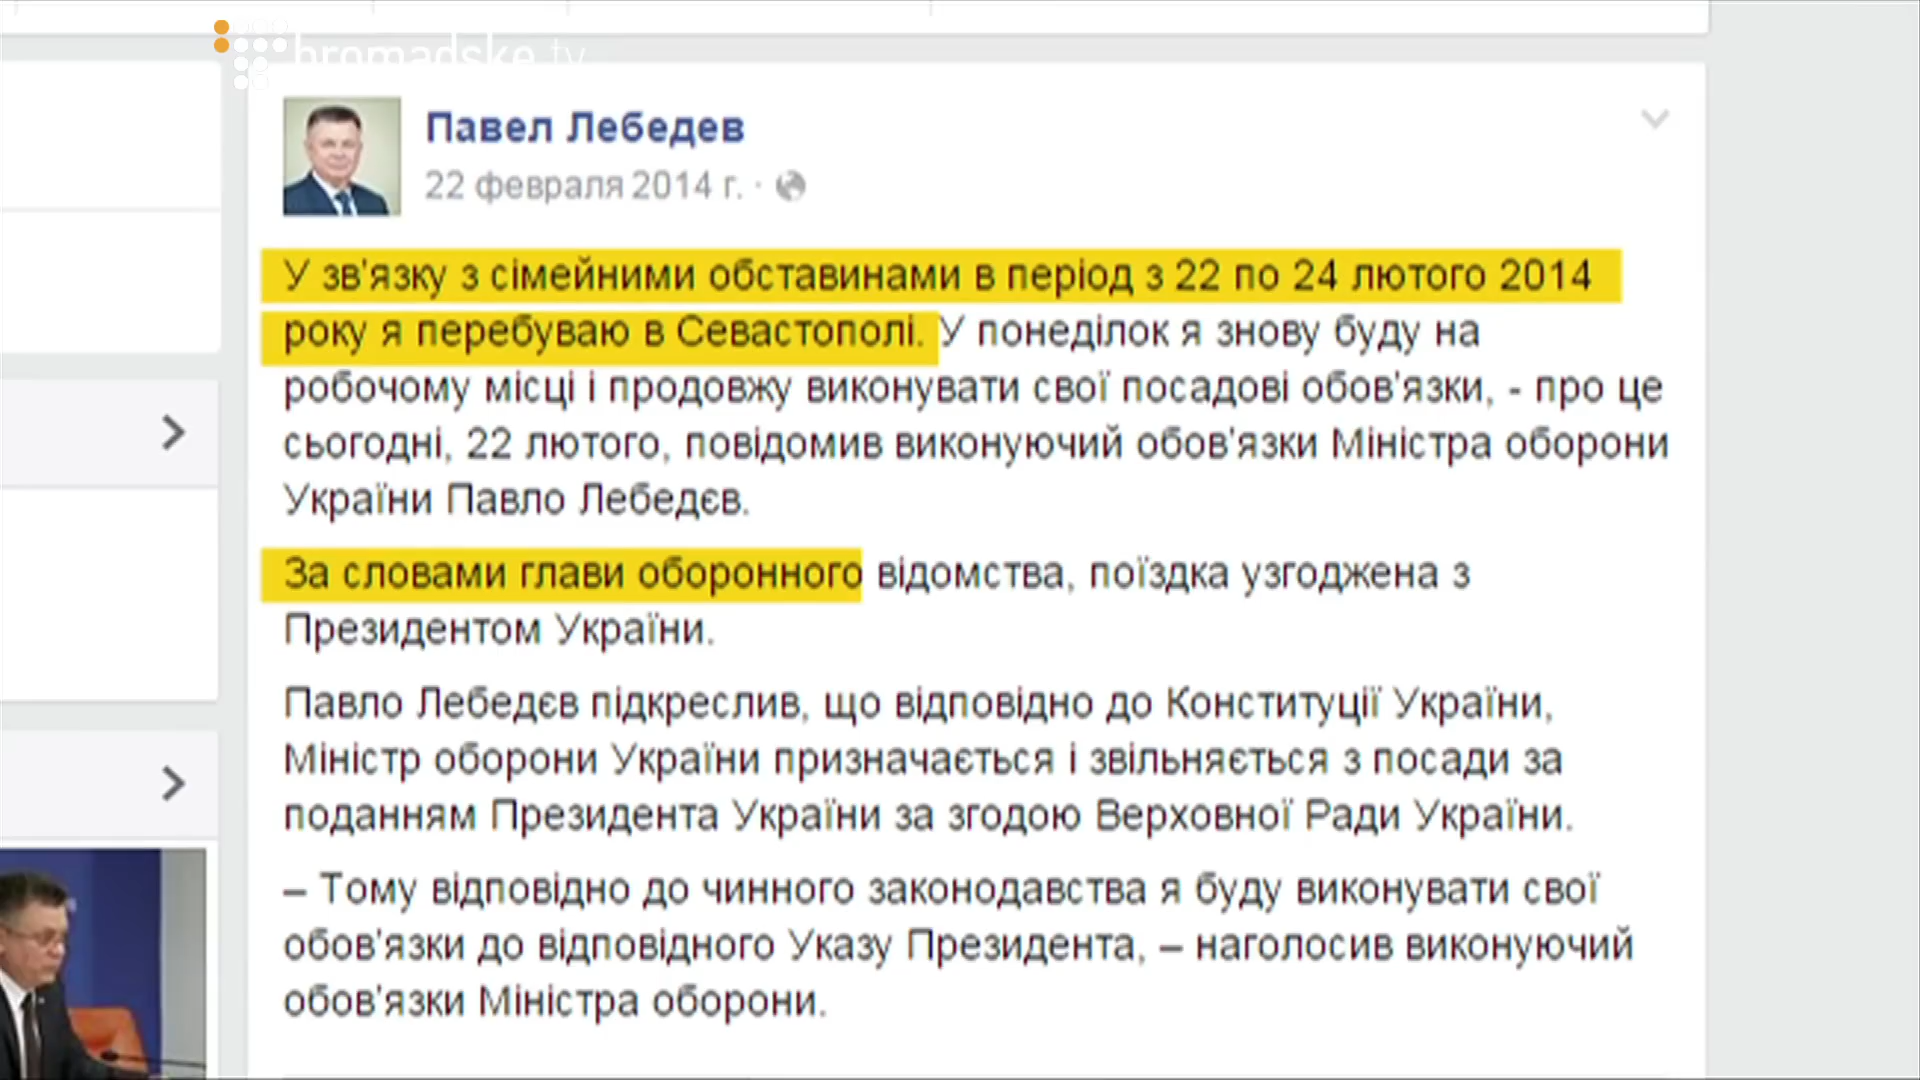 hromadske.tv
Павел Лебедев
22 февраля 2014 г. ·
У зв'язку з сімейними обставинами в період з 22 по 24 лютого 2014
року я перебуваю в Севастополі. У понеділок я знову буду на
робочому місці і продовжу виконувати свої посадові обов'язки, - про це
сьогодні, 22 лютого, повідомив виконуючий обов'язки Міністра оборони
України Павло Лебедєв.
За словами глави оборонного відомства, поїздка узгоджена з
Президентом України.
Павло Лебедєв підкреслив, що відповідно до Конституції України,
Міністр оборони України призначається і звільняється з посади за
поданням Президента України за згодою Верховної Ради України.
– Тому відповідно до чинного законодавства я буду виконувати свої
обов'язки до відповідного Указу Президента, – наголосив виконуючий
обов'язки Міністра оборони.